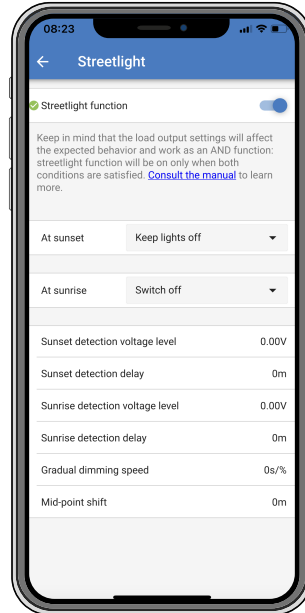 08:23
Streetlight
Streetlight function
Keep in mind that the load output settings will affect
the expected behavior and work as an AND function:
streetlight function will be on only when both
conditions are satisfied. Consult the manual to learn
more.
At sunset Keep lights off
At sunrise Switch off
Sunset detection voltage level 0.00V
Sunset detection delay 0m
Sunrise detection voltage level 0.00V
Sunrise detection delay 0m
Gradual dimming speed 0s/%
Mid-point shift 0m